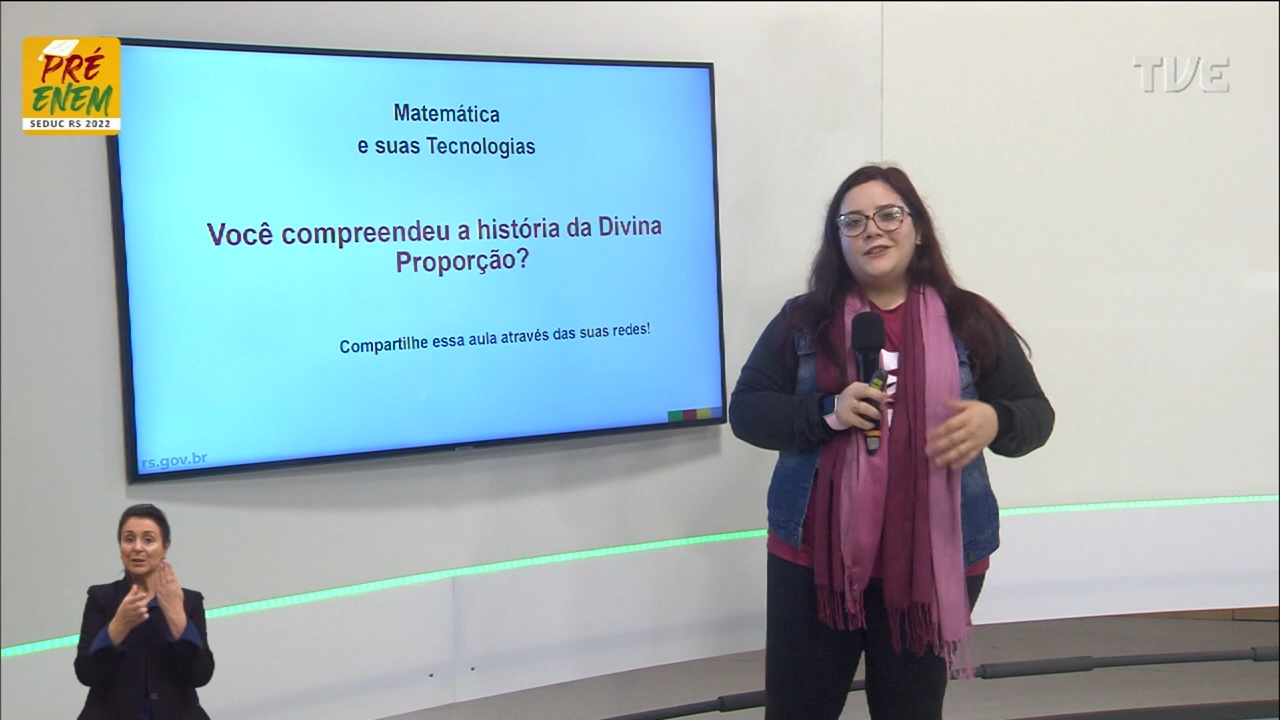 PRÉ
ENEM
SEDUC RS 2022
TVE
Matemática
e suas Tecnologias
Você compreendeu a história da Divina
Proporção?
Compartilhe essa aula através das suas redes!
rs.gov.br